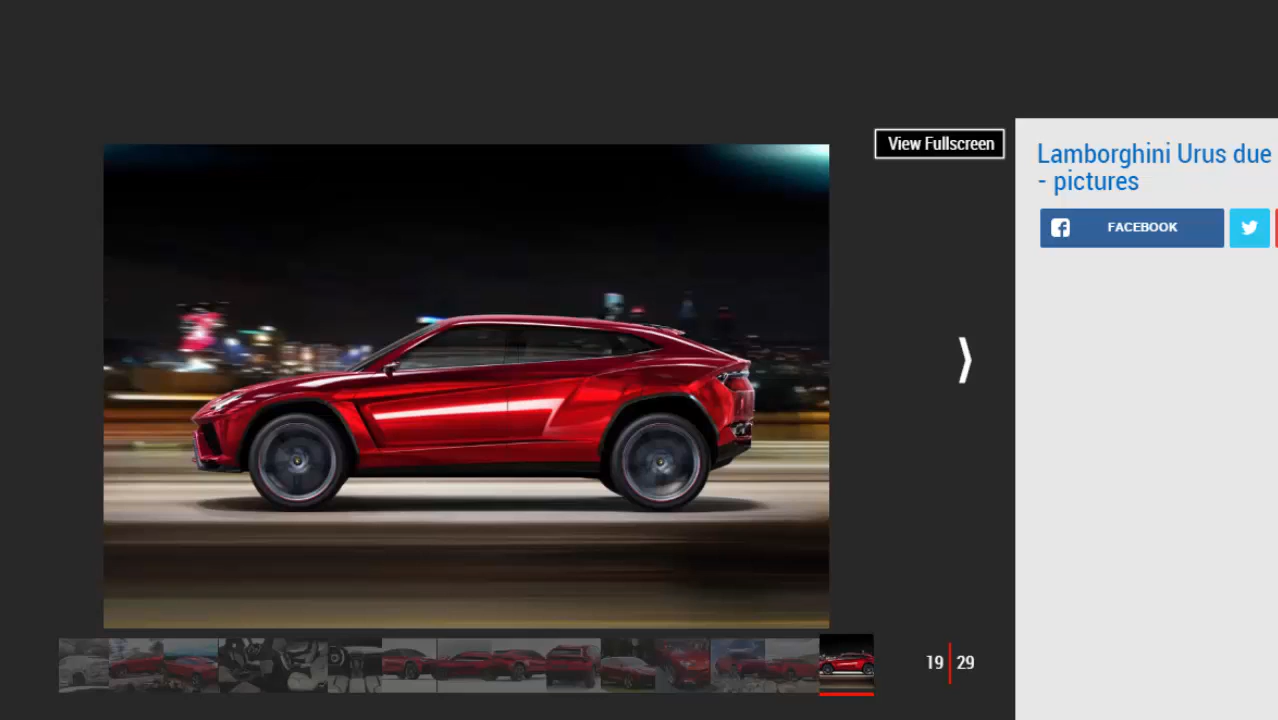 View Fullscreen
Lamborghini Urus due
- pictures
FACEBOOK
19 29